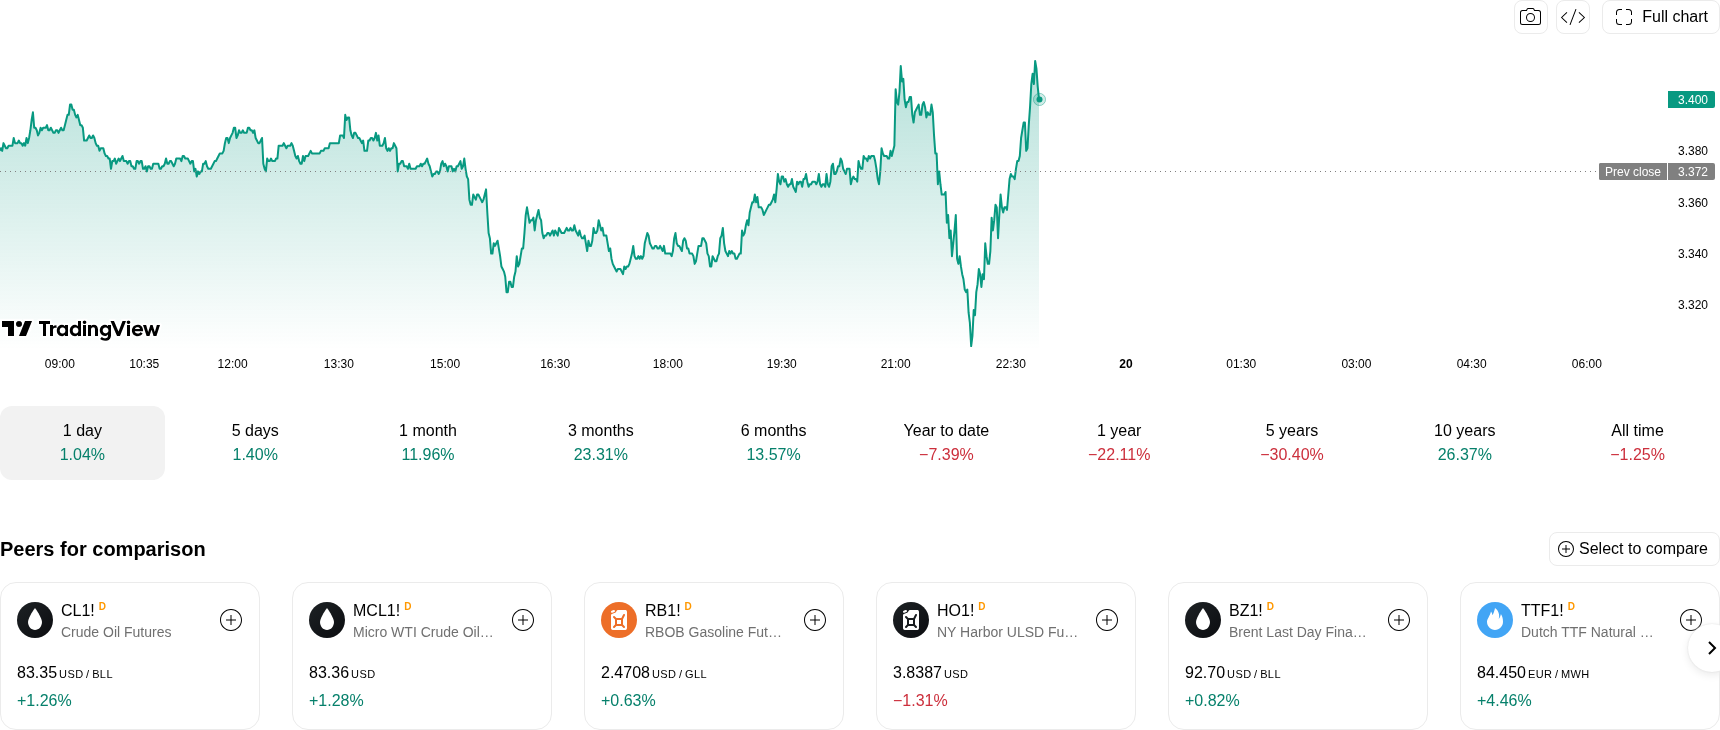 Full chart
3.400
3.380
Prev close 3.372
3.360
3.340
3.320
TradingView
09:00 10:35 12:00 13:30 15:00 16:30 18:00 19:30 21:00 22:30 20 01:30 03:00 04:30 06:00
1 day 5 days 1 month 3 months 6 months Year to date 1 year 5 years 10 years All time
1.04% 1.40% 11.96% 23.31% 13.57% −7.39% −22.11% −30.40% 26.37% −1.25%
Peers for comparison
Select to compare
CL1! D
Crude Oil Futures
83.35 USD / BLL
+1.26%
MCL1! D
Micro WTI Crude Oil…
83.36 USD
+1.28%
RB1! D
RBOB Gasoline Fut…
2.4708 USD / GLL
+0.63%
HO1! D
NY Harbor ULSD Fu…
3.8387 USD
−1.31%
BZ1! D
Brent Last Day Fina…
92.70 USD / BLL
+0.82%
TTF1! D
Dutch TTF Natural …
84.450 EUR / MWH
+4.46%